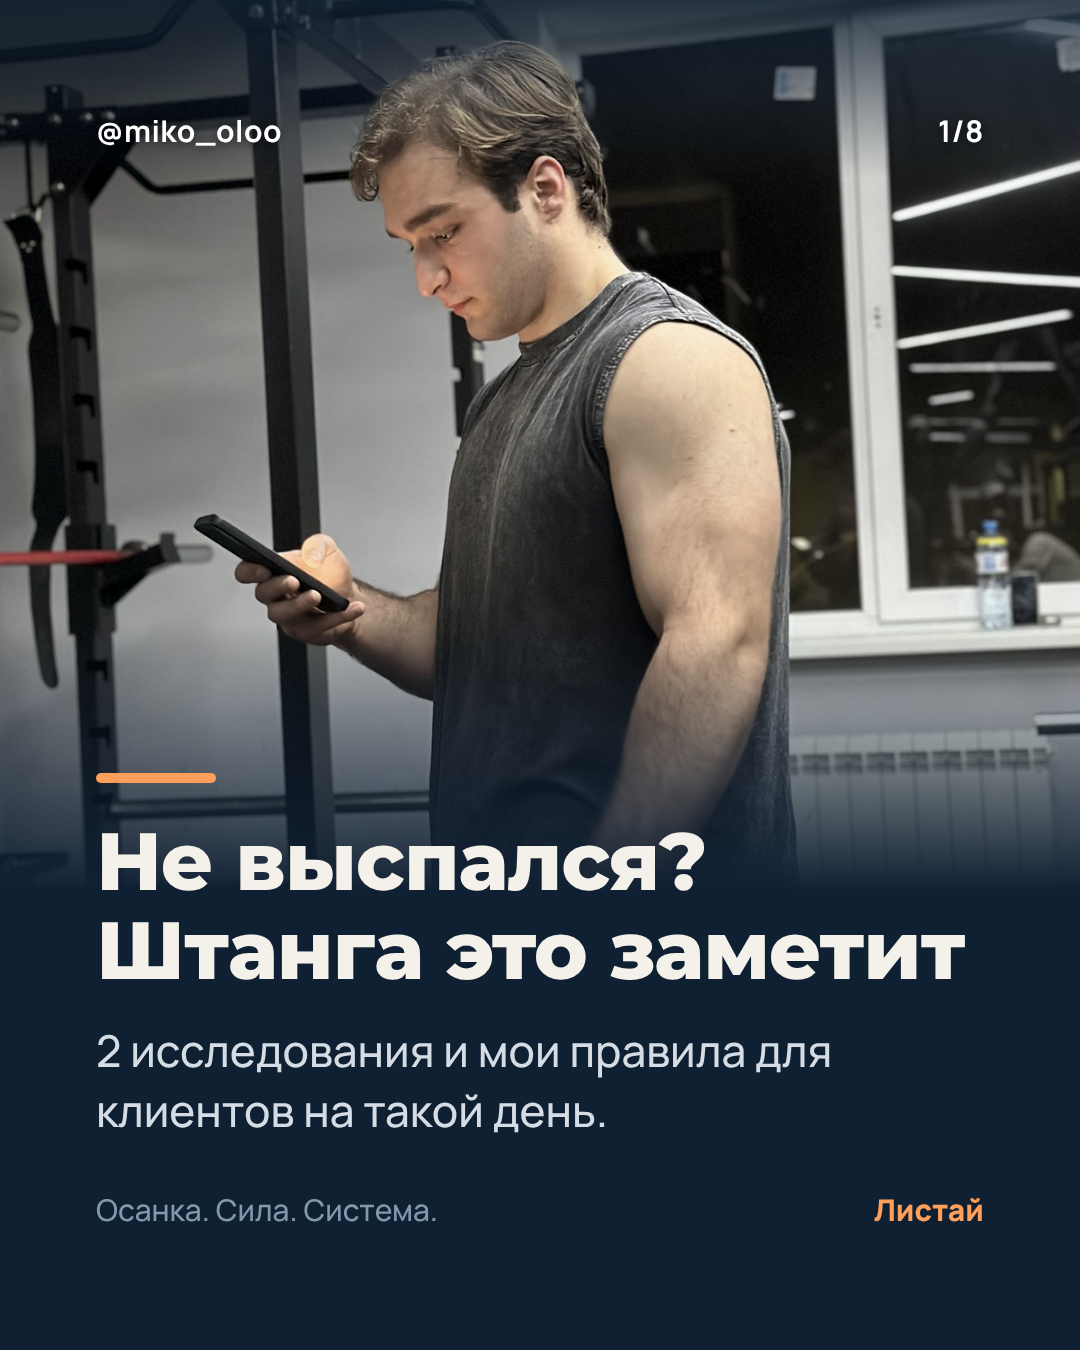 @miko_oloo
1/8
Не выспался?
Штанга это заметит
2 исследования и мои правила для
клиентов на такой день.
Осанка. Сила. Система.
Листай